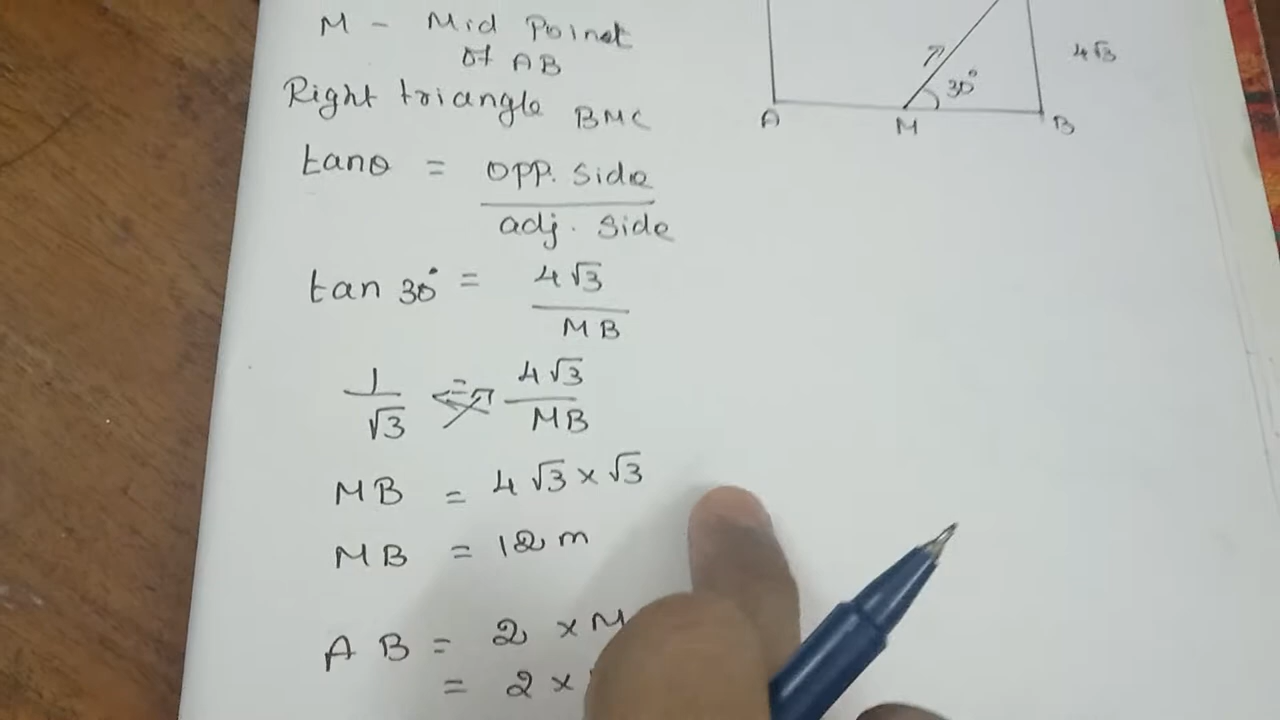 M - Mid Poinet
of AB
Right triangle BMC
tanθ = opp. side
adj. side
tan 30° = 4√3
MB
1 = 4√3
√3 MB
MB = 4√3 × √3
MB = 12 m
AB = 2 × M
= 2 ×
4√3
30°
A M B